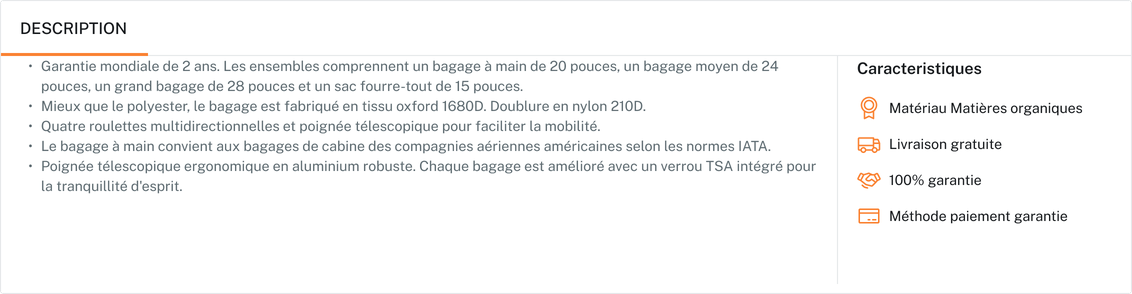 DESCRIPTION
• Garantie mondiale de 2 ans. Les ensembles comprennent un bagage à main de 20 pouces, un bagage moyen de 24
pouces, un grand bagage de 28 pouces et un sac fourre-tout de 15 pouces.
• Mieux que le polyester, le bagage est fabriqué en tissu oxford 1680D. Doublure en nylon 210D.
• Quatre roulettes multidirectionnelles et poignée télescopique pour faciliter la mobilité.
• Le bagage à main convient aux bagages de cabine des compagnies aériennes américaines selon les normes IATA.
• Poignée télescopique ergonomique en aluminium robuste. Chaque bagage est amélioré avec un verrou TSA intégré pour
la tranquillité d'esprit.
Caracteristiques
Matériau Matières organiques
Livraison gratuite
100% garantie
Méthode paiement garantie